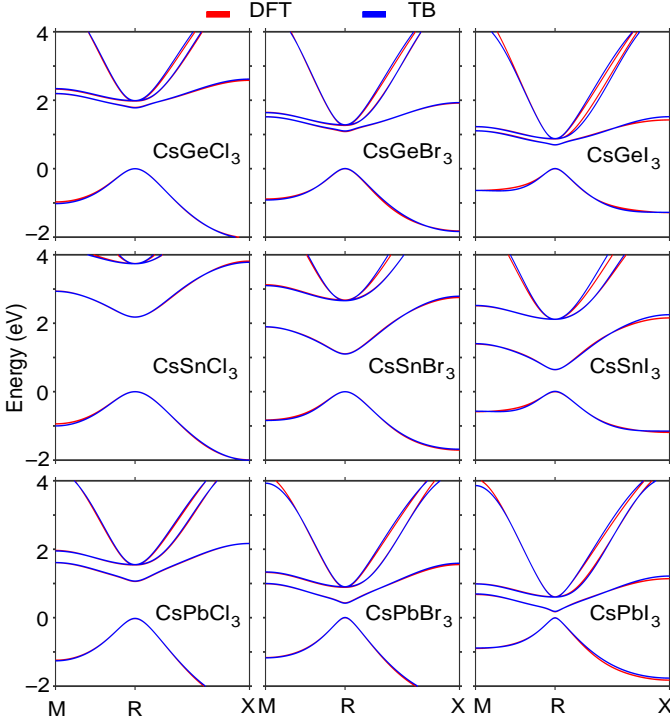 DFT TB
4
2
0
−2
CsGeCl3 CsGeBr3 CsGeI3
4
2
0
−2
CsSnCl3 CsSnBr3 CsSnI3
Energy (eV)
4
2
0
−2
CsPbCl3 CsPbBr3 CsPbI3
M R X M R X M R X